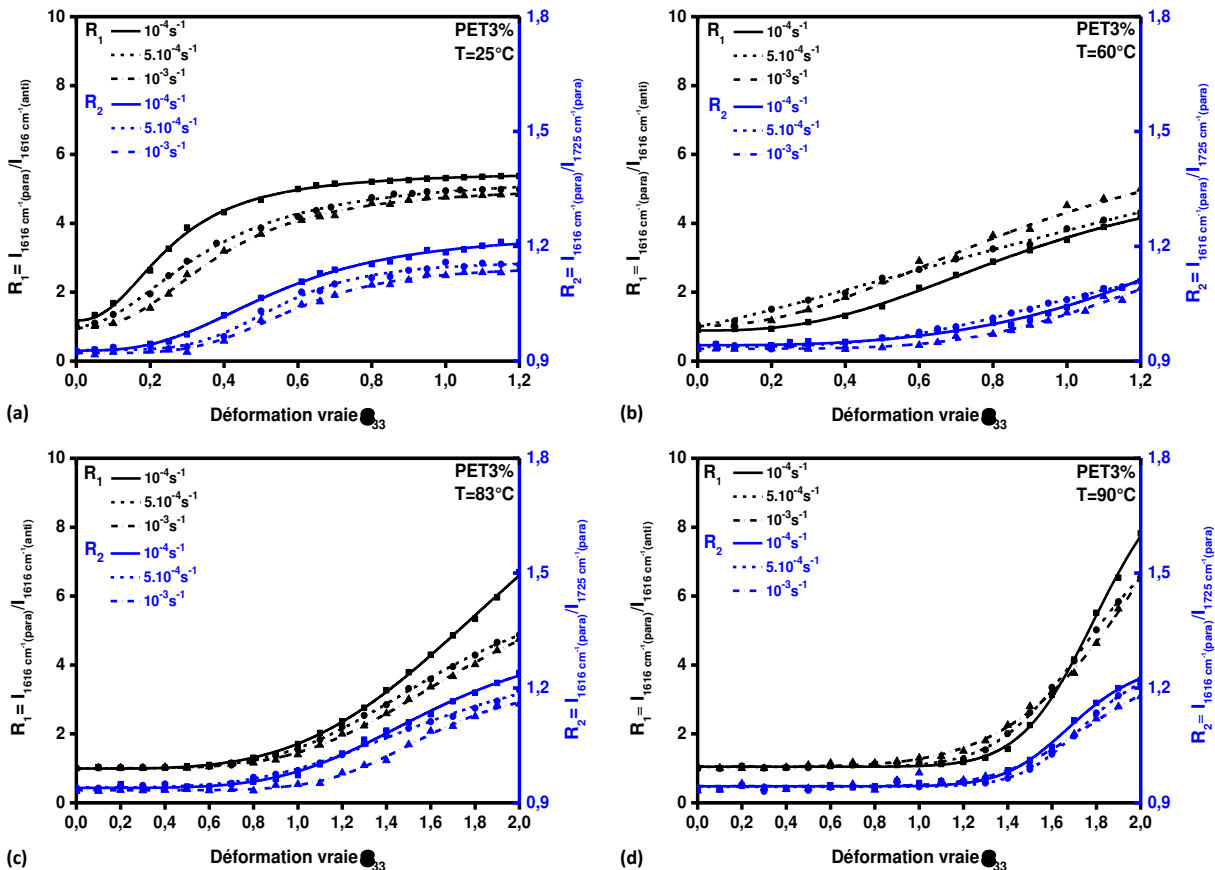 10
8
6
4
2
0
R₁ = I₁₆₁₆ cm⁻¹(para)/I₁₆₁₆ cm⁻¹(anti)
R₁
10⁻⁴s⁻¹
5.10⁻⁴s⁻¹
10⁻³s⁻¹
R₂
10⁻⁴s⁻¹
5.10⁻⁴s⁻¹
10⁻³s⁻¹
PET3%
T=25°C
1,8
1,5
1,2
0,9
R₂ = I₁₆₁₆ cm⁻¹(para)/I₁₇₂₅ cm⁻¹(para)
0,0 0,2 0,4 0,6 0,8 1,0 1,2
(a)
Déformation vraie ₃₃
10
8
6
4
2
0
R₁ = I₁₆₁₆ cm⁻¹(para)/I₁₆₁₆ cm⁻¹(anti)
R₁
10⁻⁴s⁻¹
5.10⁻⁴s⁻¹
10⁻³s⁻¹
R₂
10⁻⁴s⁻¹
5.10⁻⁴s⁻¹
10⁻³s⁻¹
PET3%
T=60°C
1,8
1,5
1,2
0,9
R₂ = I₁₆₁₆ cm⁻¹(para)/I₁₇₂₅ cm⁻¹(para)
0,0 0,2 0,4 0,6 0,8 1,0 1,2
(b)
Déformation vraie ₃₃
10
8
6
4
2
0
R₁ = I₁₆₁₆ cm⁻¹(para)/I₁₆₁₆ cm⁻¹(anti)
R₁
10⁻⁴s⁻¹
5.10⁻⁴s⁻¹
10⁻³s⁻¹
R₂
10⁻⁴s⁻¹
5.10⁻⁴s⁻¹
10⁻³s⁻¹
PET3%
T=83°C
1,8
1,5
1,2
0,9
R₂ = I₁₆₁₆ cm⁻¹(para)/I₁₇₂₅ cm⁻¹(para)
0,0 0,2 0,4 0,6 0,8 1,0 1,2 1,4 1,6 1,8 2,0
(c)
Déformation vraie ₃₃
10
8
6
4
2
0
R₁ = I₁₆₁₆ cm⁻¹(para)/I₁₆₁₆ cm⁻¹(anti)
R₁
10⁻⁴s⁻¹
5.10⁻⁴s⁻¹
10⁻³s⁻¹
R₂
10⁻⁴s⁻¹
5.10⁻⁴s⁻¹
10⁻³s⁻¹
PET3%
T=90°C
1,8
1,5
1,2
0,9
R₂ = I₁₆₁₆ cm⁻¹(para)/I₁₇₂₅ cm⁻¹(para)
0,0 0,2 0,4 0,6 0,8 1,0 1,2 1,4 1,6 1,8 2,0
(d)
Déformation vraie ₃₃